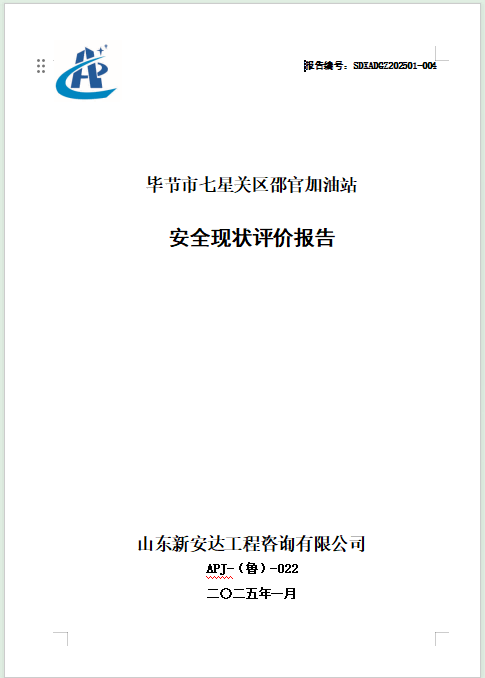 报告编号：SDXADGZ202501-004
毕节市七星关区邵官加油站
安全现状评价报告
山东新安达工程咨询有限公司
APJ-（鲁）-022
二〇二五年一月